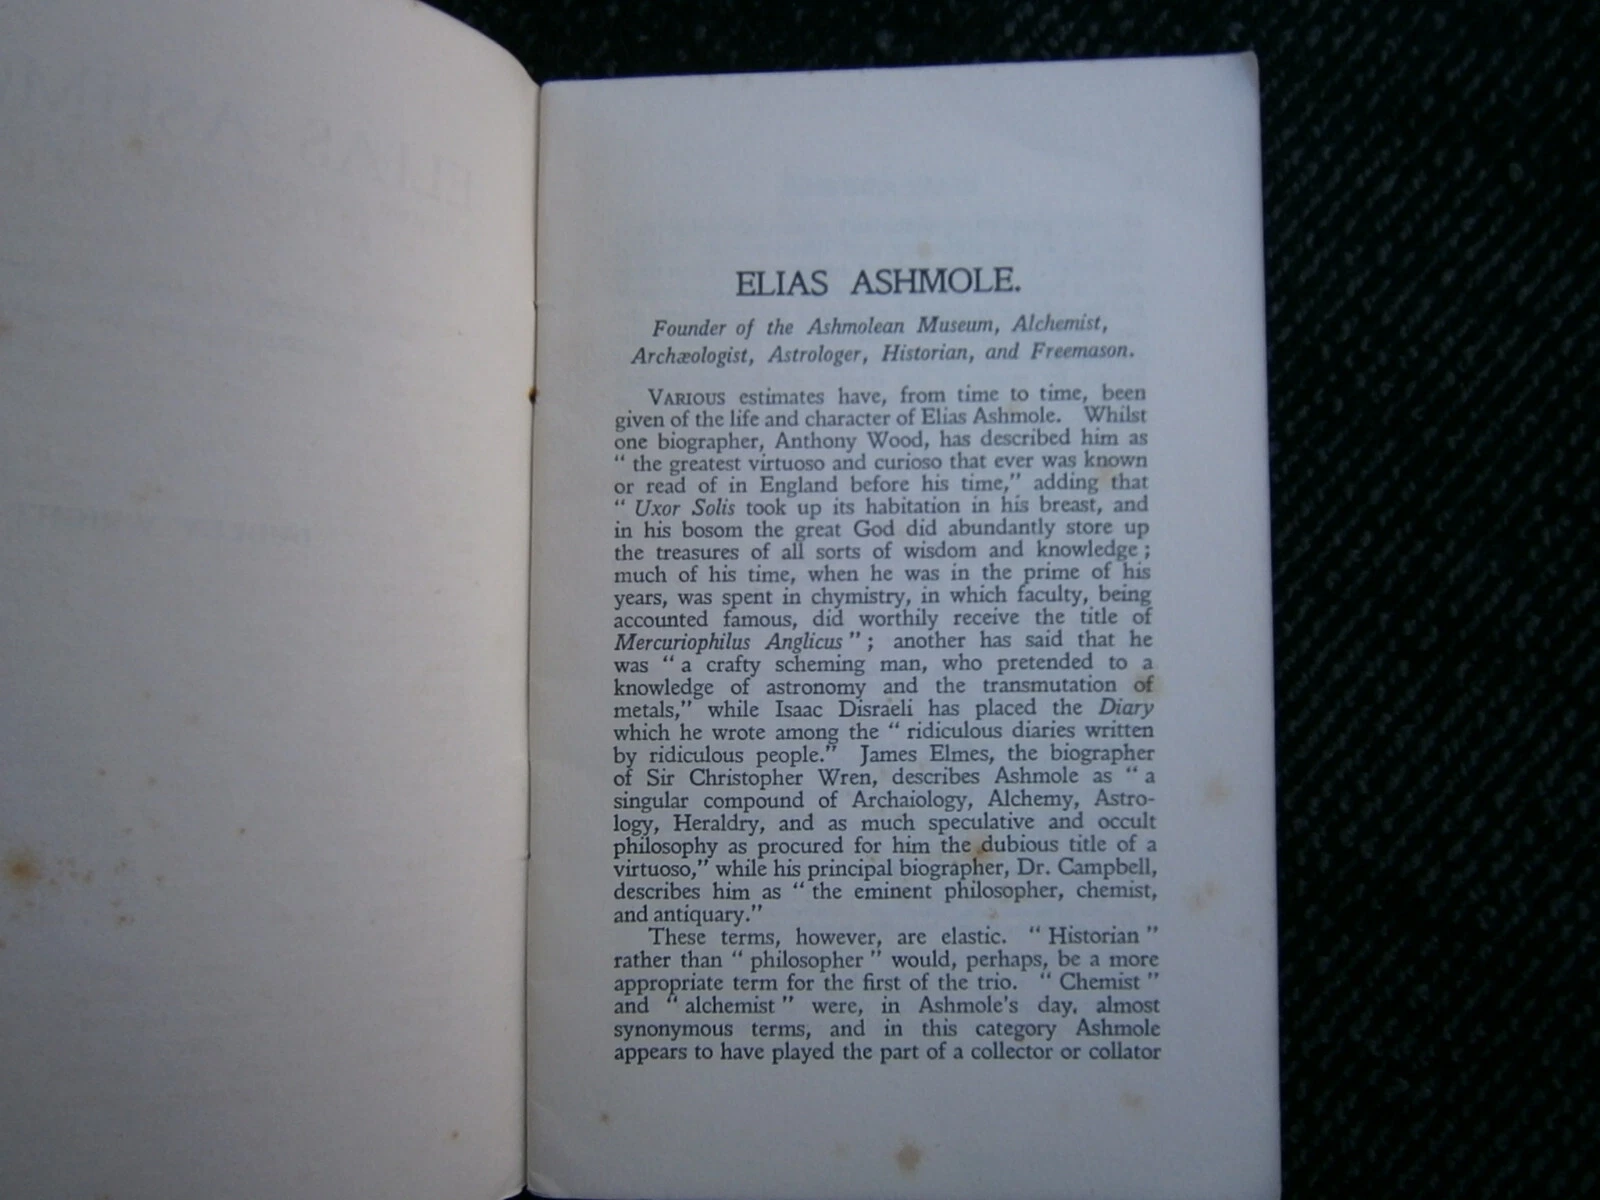 ELIAS ASHMOLE.
Founder of the Ashmolean Museum, Alchemist,
Archæologist, Astrologer, Historian, and Freemason.
VARIOUS estimates have, from time to time, been
given of the life and character of Elias Ashmole. Whilst
one biographer, Anthony Wood, has described him as
“ the greatest virtuoso and curioso that ever was known
or read of in England before his time,” adding that
“ Uxor Solis took up its habitation in his breast, and
in his bosom the great God did abundantly store up
the treasures of all sorts of wisdom and knowledge ;
much of his time, when he was in the prime of his
years, was spent in chymistry, in which faculty, being
accounted famous, did worthily receive the title of
Mercuriophilus Anglicus ” ; another has said that he
was “ a crafty scheming man, who pretended to a
knowledge of astronomy and the transmutation of
metals,” while Isaac Disraeli has placed the Diary
which he wrote among the “ ridiculous diaries written
by ridiculous people.” James Elmes, the biographer
of Sir Christopher Wren, describes Ashmole as “ a
singular compound of Archaiology, Alchemy, Astro-
logy, Heraldry, and as much speculative and occult
philosophy as procured for him the dubious title of a
virtuoso,” while his principal biographer, Dr. Campbell,
describes him as “ the eminent philosopher, chemist,
and antiquary.”
These terms, however, are elastic. “ Historian ”
rather than “ philosopher ” would, perhaps, be a more
appropriate term for the first of the trio. “ Chemist ”
and “ alchemist ” were, in Ashmole's day, almost
synonymous terms, and in this category Ashmole
appears to have played the part of a collector or collator